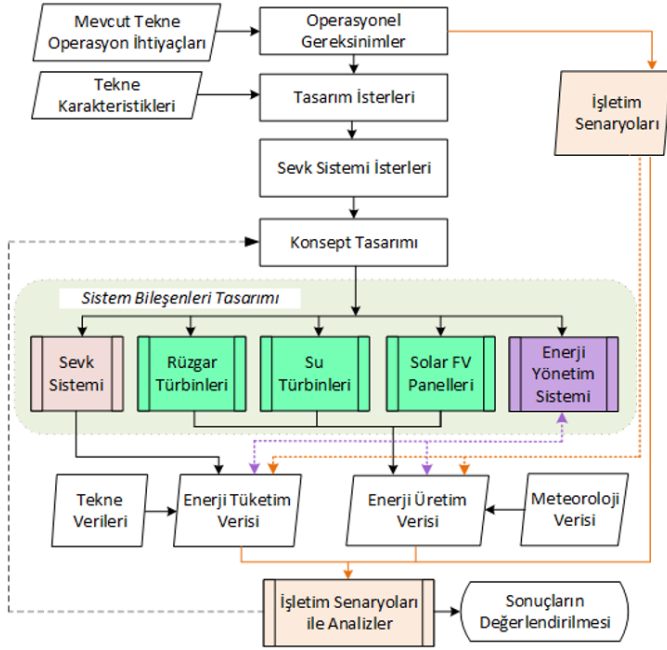 Mevcut Tekne
Operasyon İhtiyaçları
Operasyonel
Gereksinimler
Tekne
Karakteristikleri
Tasarım İsterleri
İşletim
Senaryoları
Sevk Sistemi İsterleri
Konsept Tasarımı
Sistem Bileşenleri Tasarımı
Sevk
Sistemi
Rüzgar
Türbinleri
Su
Türbinleri
Solar FV
Panelleri
Enerji
Yönetim
Sistemi
Tekne
Verileri
Enerji Tüketim
Verisi
Enerji Üretim
Verisi
Meteoroloji
Verisi
İşletim Senaryoları
ile Analizler
Sonuçların
Değerlendirilmesi